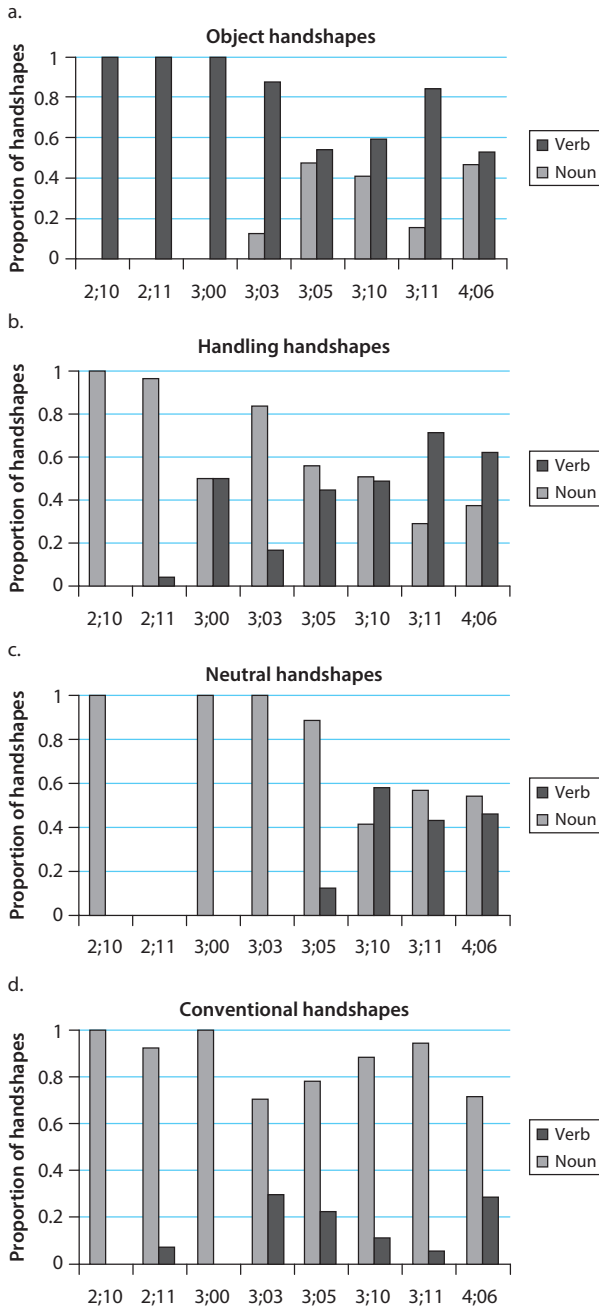 a.
Object handshapes
Proportion of handshapes
1
0.8
0.6
0.4
0.2
0
2;10 2;11 3;00 3;03 3;05 3;10 3;11 4;06
Verb
Noun
b.
Handling handshapes
Proportion of handshapes
1
0.8
0.6
0.4
0.2
0
2;10 2;11 3;00 3;03 3;05 3;10 3;11 4;06
Verb
Noun
c.
Neutral handshapes
Proportion of handshapes
1
0.8
0.6
0.4
0.2
0
2;10 2;11 3;00 3;03 3;05 3;10 3;11 4;06
Verb
Noun
d.
Conventional handshapes
Proportion of handshapes
1
0.8
0.6
0.4
0.2
0
2;10 2;11 3;00 3;03 3;05 3;10 3;11 4;06
Verb
Noun